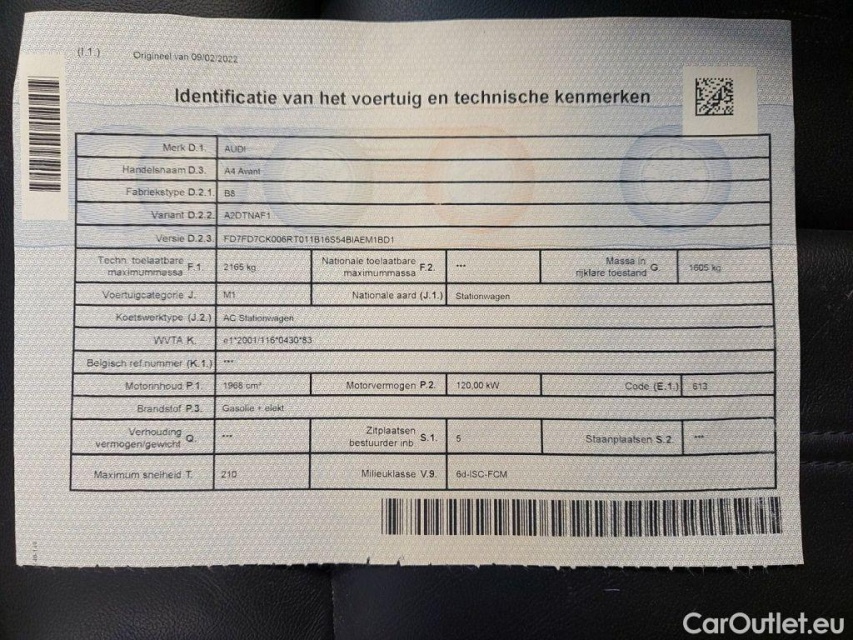 (I.1.) Origineel van 09/02/2022
Identificatie van het voertuig en technische kenmerken
Merk D.1. AUDI
Handelsnaam D.3. A4 Avant
Fabriekstype D.2.1. B8
Variant D.2.2. A2DTNAF1
Versie D.2.3. FD7FD7CK006RT011B16S54BIAEM1BD1
Techn. toelaatbare maximummassa F.1. 2165 kg Nationale toelaatbare maximummassa F.2. *** Massa in rijklare toestand G. 1605 kg
Voertuigcategorie J. M1 Nationale aard (J.1.) Stationwagen
Koetswerktype (J.2.) AC Stationwagen
WVTA K. e1*2001/116*0430*83
Belgisch ref.nummer (K.1.) ***
Motorinhoud P.1. 1968 cm³ Motorvermogen P.2. 120,00 kW Code (E.1.) 613
Brandstof P.3. Gasolie + elekt
Verhouding vermogen/gewicht Q. *** Zitplaatsen bestuurder inb. S.1. 5 Staanplaatsen S.2. ***
Maximum snelheid T. 210 Milieuklasse V.9. 6d-ISC-FCM
CarOutlet.eu